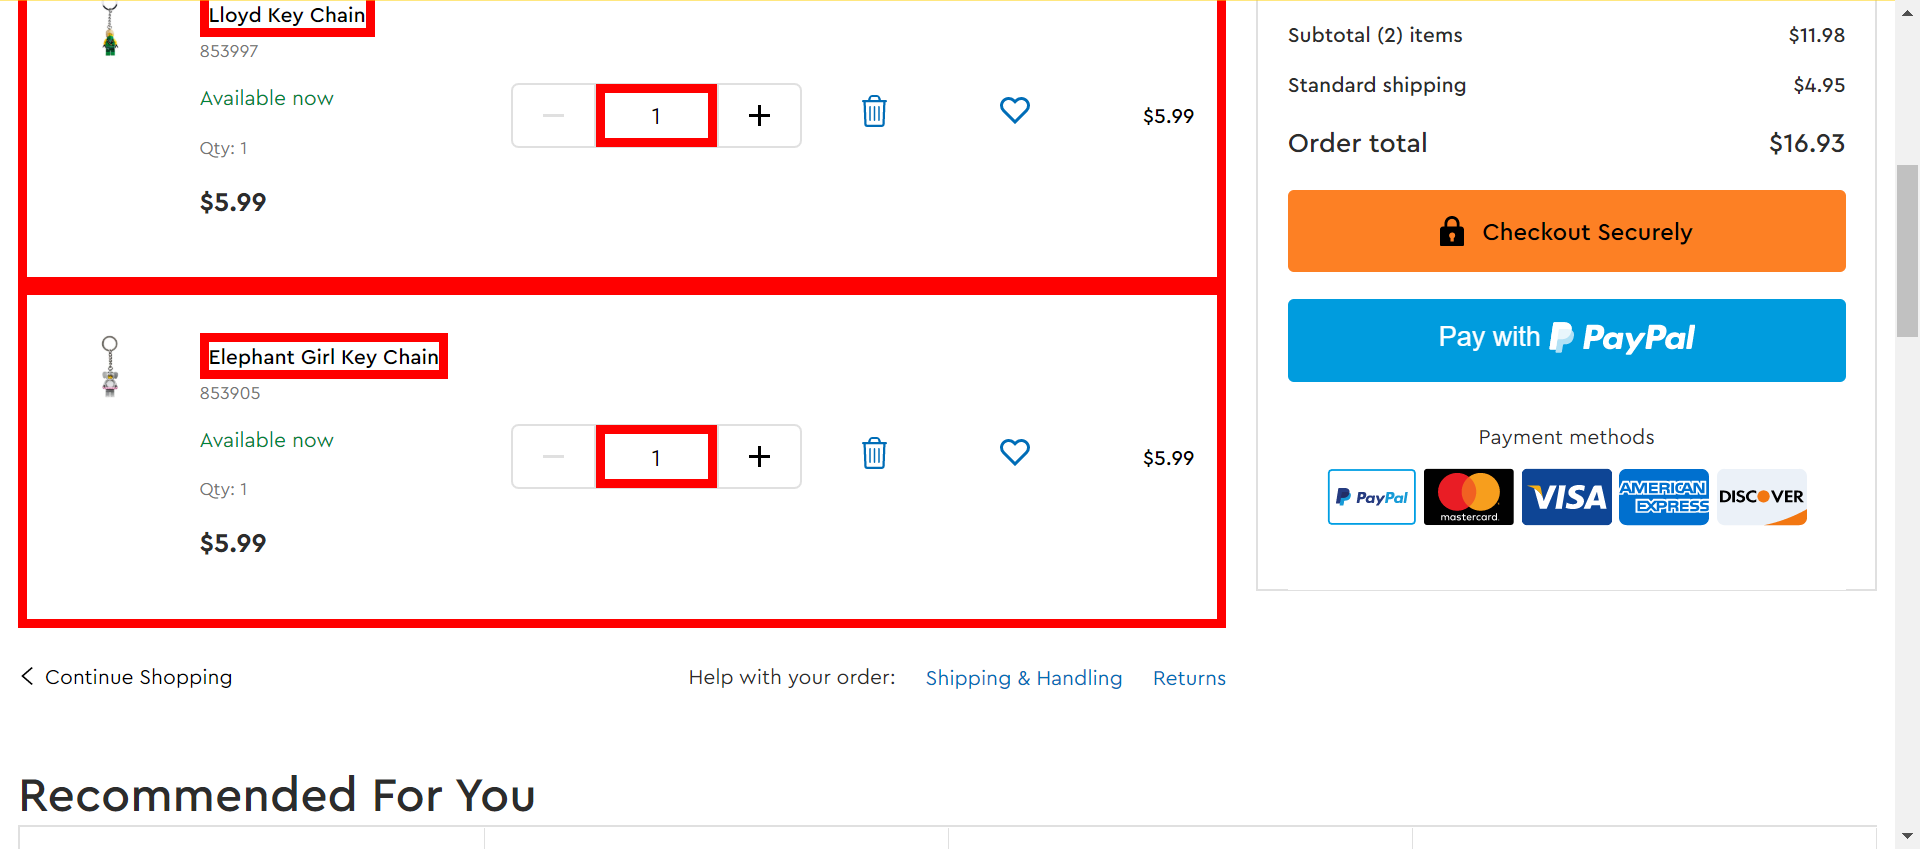 Lloyd Key Chain
853997
Available now
Qty: 1
$5.99
1
$5.99
Elephant Girl Key Chain
853905
Available now
Qty: 1
$5.99
1
$5.99
Continue Shopping
Help with your order: Shipping & Handling Returns
Subtotal (2) items $11.98
Standard shipping $4.95
Order total $16.93
Checkout Securely
Pay with PayPal
Payment methods
PayPal
mastercard
VISA
AMERICAN EXPRESS
DISCOVER
Recommended For You